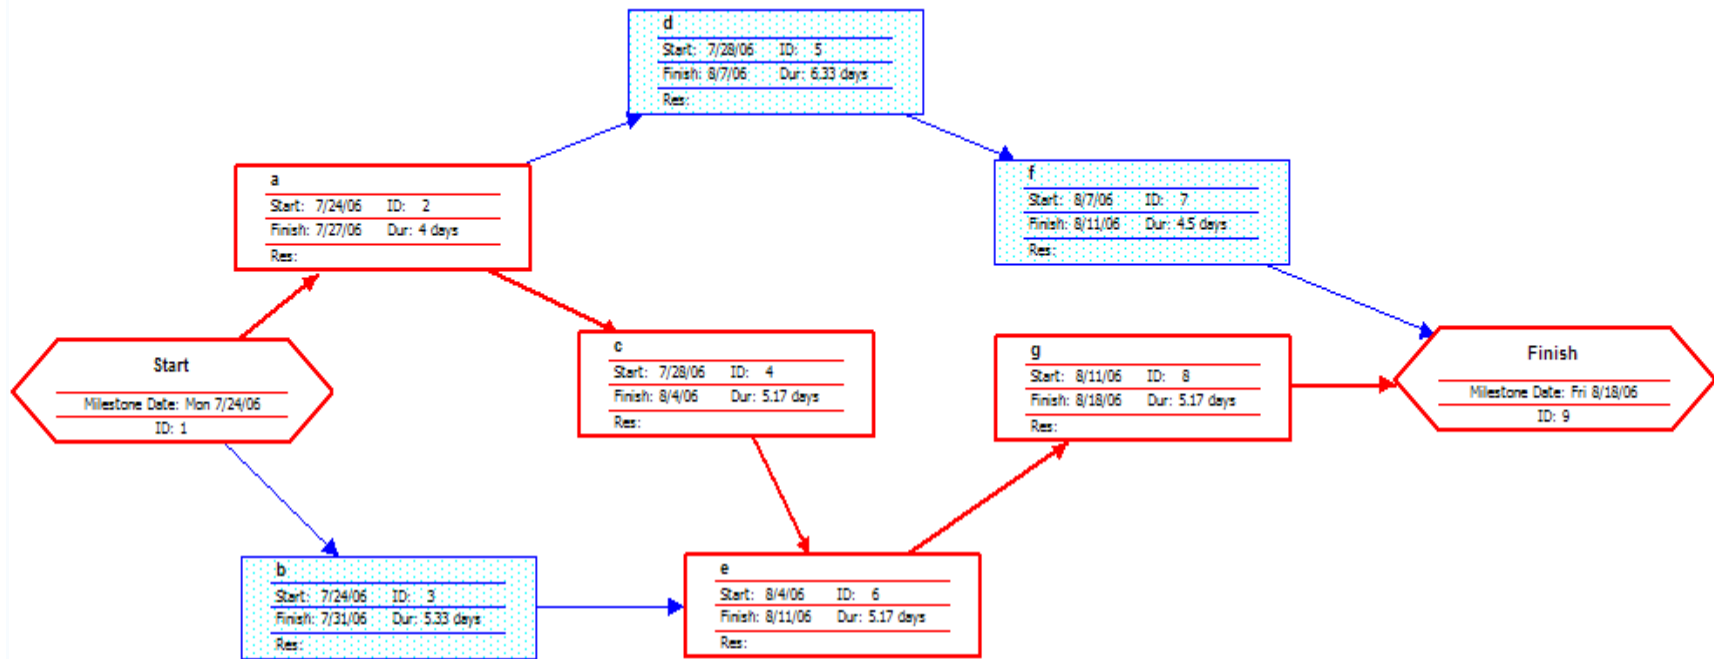 d
Start: 7/28/06 ID: 5
Finish: 8/7/06 Dur: 6.33 days
Res:
a
Start: 7/24/06 ID: 2
Finish: 7/27/06 Dur: 4 days
Res:
f
Start: 8/7/06 ID: 7
Finish: 8/11/06 Dur: 4.5 days
Res:
Start
Milestone Date: Mon 7/24/06
ID: 1
c
Start: 7/28/06 ID: 4
Finish: 8/4/06 Dur: 5.17 days
Res:
g
Start: 8/11/06 ID: 8
Finish: 8/18/06 Dur: 5.17 days
Res:
Finish
Milestone Date: Fri 8/18/06
ID: 9
b
Start: 7/24/06 ID: 3
Finish: 7/31/06 Dur: 5.33 days
Res:
e
Start: 8/4/06 ID: 6
Finish: 8/11/06 Dur: 5.17 days
Res: